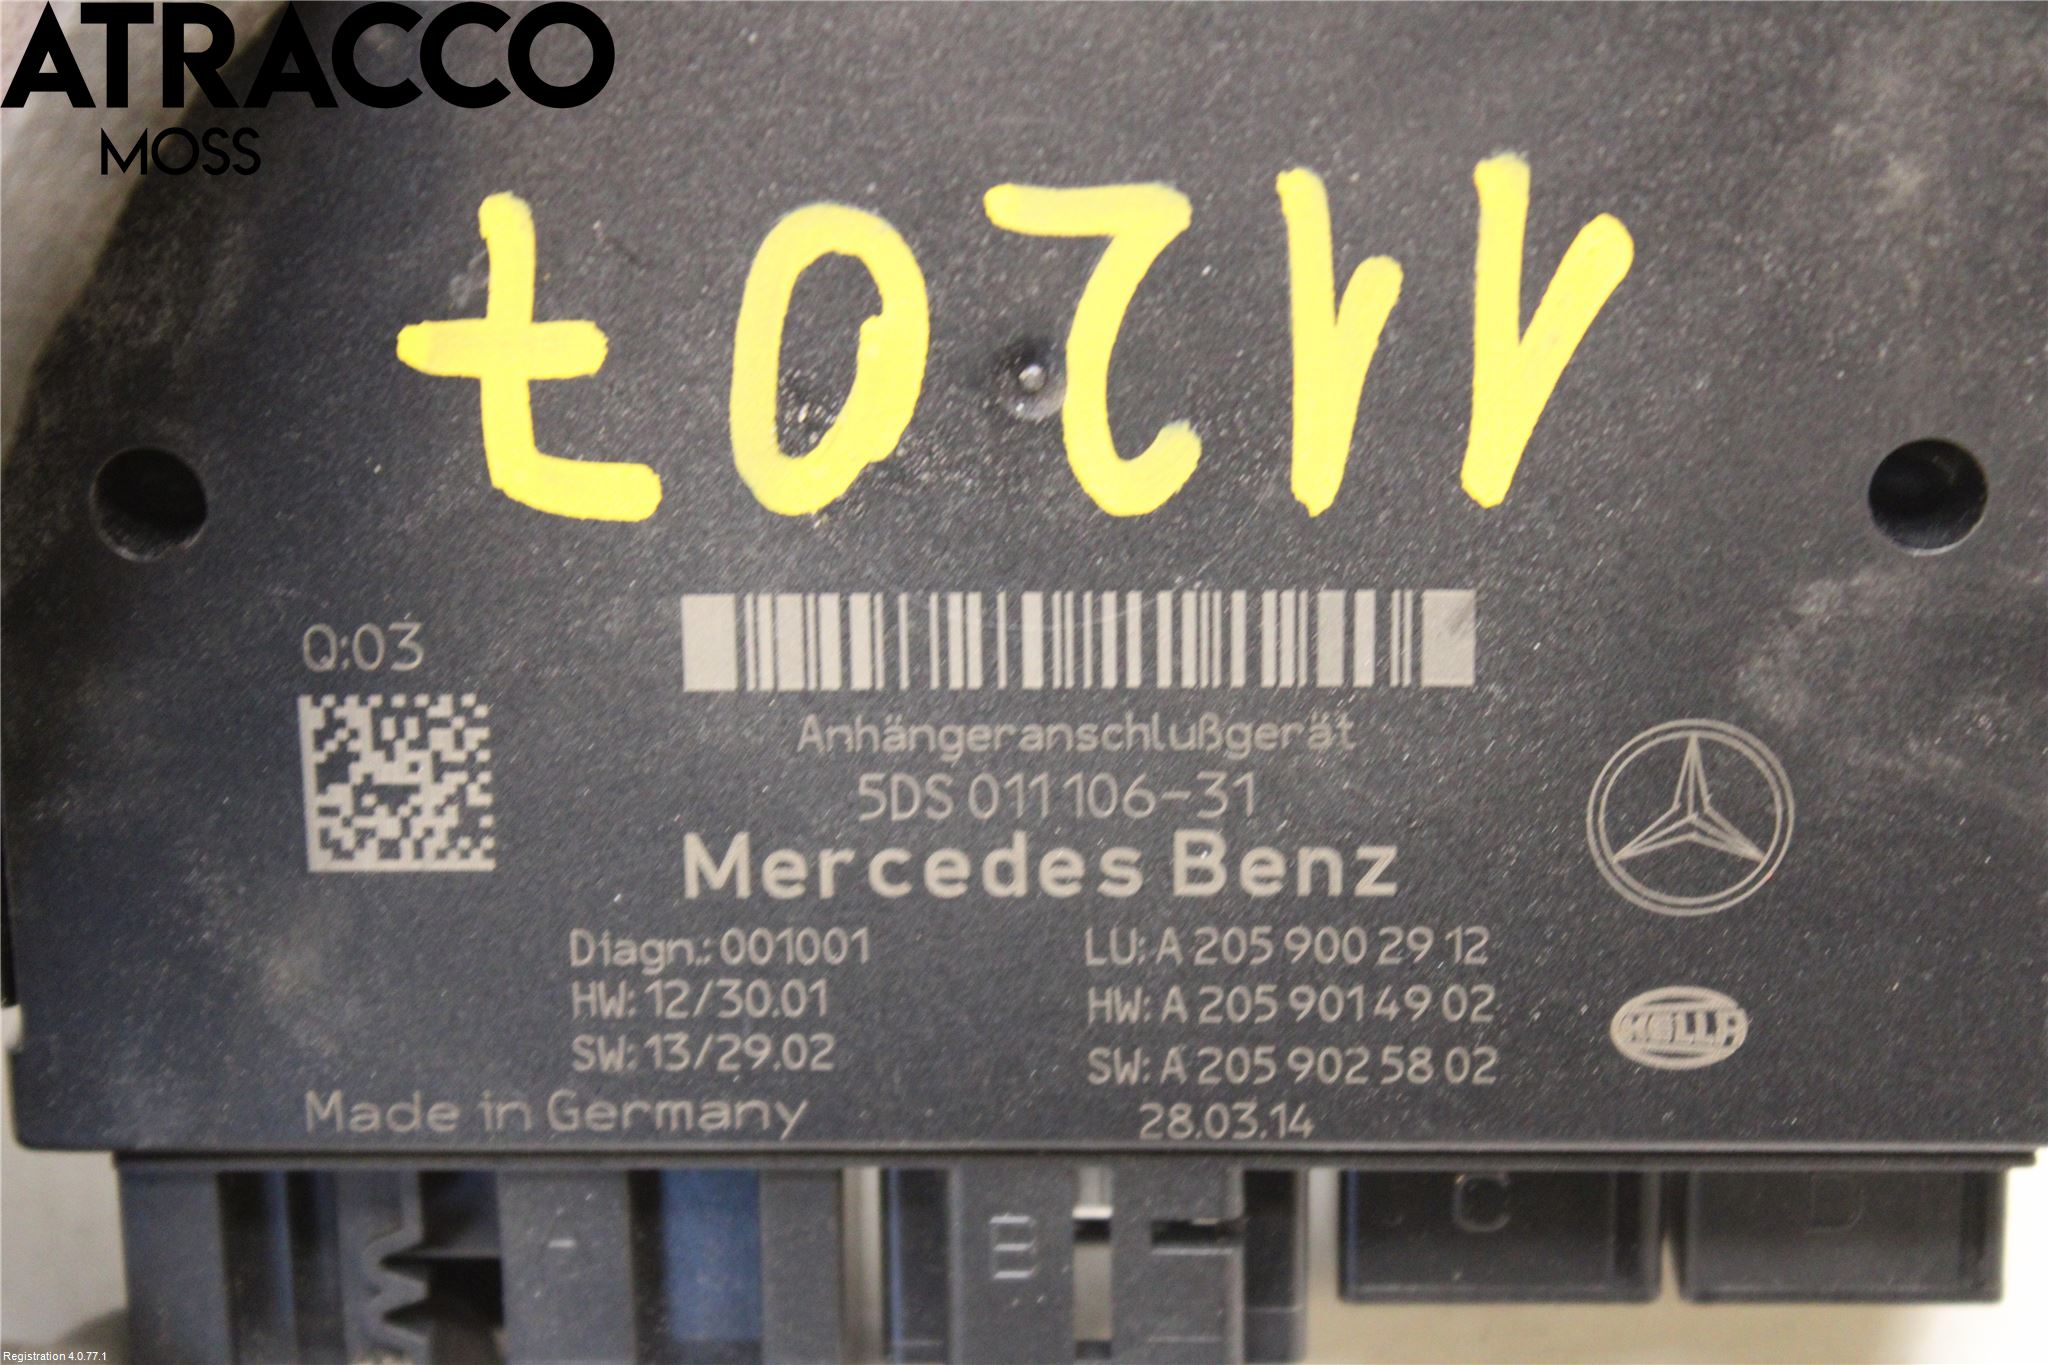 ATRACCO
MOSS
11207
Q:03
Anhängeranschlußgerät
5DS 011 106-31
Mercedes Benz
Diagn.: 001001 LU: A 205 900 29 12
HW: 12/30.01 HW: A 205 901 49 02
SW: 13/29.02 SW: A 205 902 58 02
HELLA
Made in Germany 28.03.14
B C D
Registration 4.0.77.1